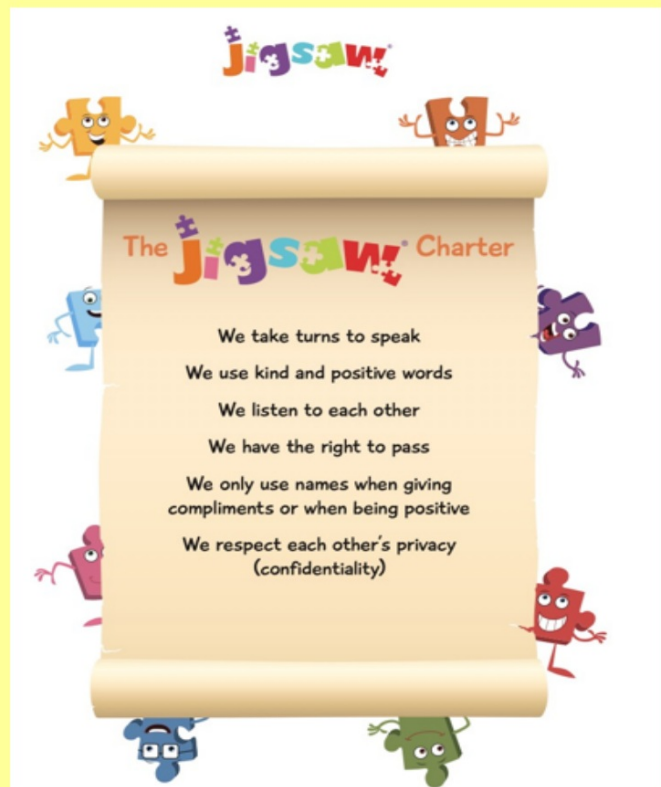 jigsaw
The jigsaw Charter
We take turns to speak
We use kind and positive words
We listen to each other
We have the right to pass
We only use names when giving
compliments or when being positive
We respect each other's privacy
(confidentiality)